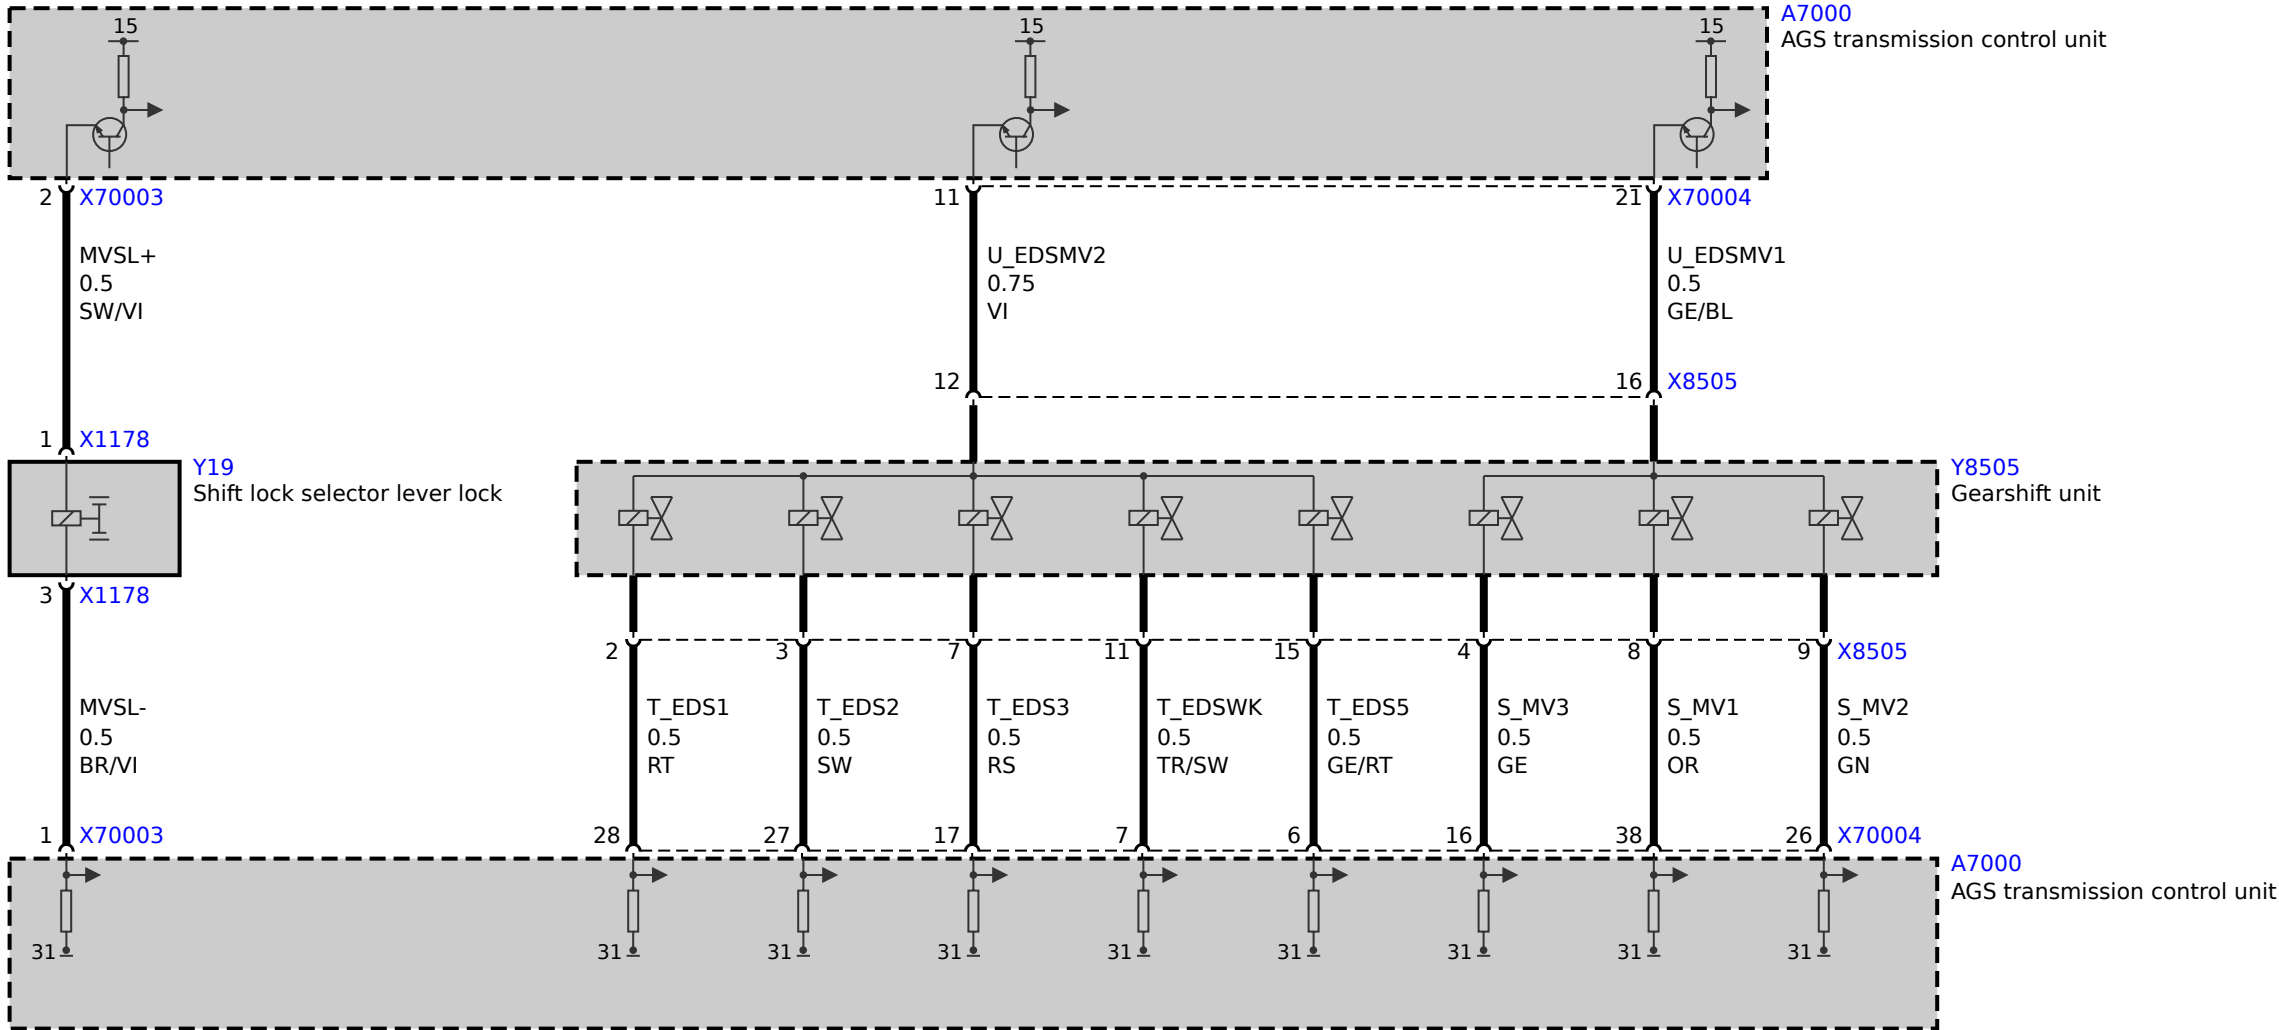 15
15
15
A7000
AGS transmission control unit
2 X70003
11
21 X70004
MVSL+
0.5
SW/VI
U_EDSMV2
0.75
VI
U_EDSMV1
0.5
GE/BL
12
16 X8505
1 X1178
Y19
Shift lock selector lever lock
Y8505
Gearshift unit
3 X1178
2
3
7
11
15
4
8
9 X8505
MVSL-
0.5
BR/VI
T_EDS1
0.5
RT
T_EDS2
0.5
SW
T_EDS3
0.5
RS
T_EDSWK
0.5
TR/SW
T_EDS5
0.5
GE/RT
S_MV3
0.5
GE
S_MV1
0.5
OR
S_MV2
0.5
GN
1 X70003
28
27
17
7
6
16
38
26 X70004
A7000
AGS transmission control unit
31
31
31
31
31
31
31
31
31